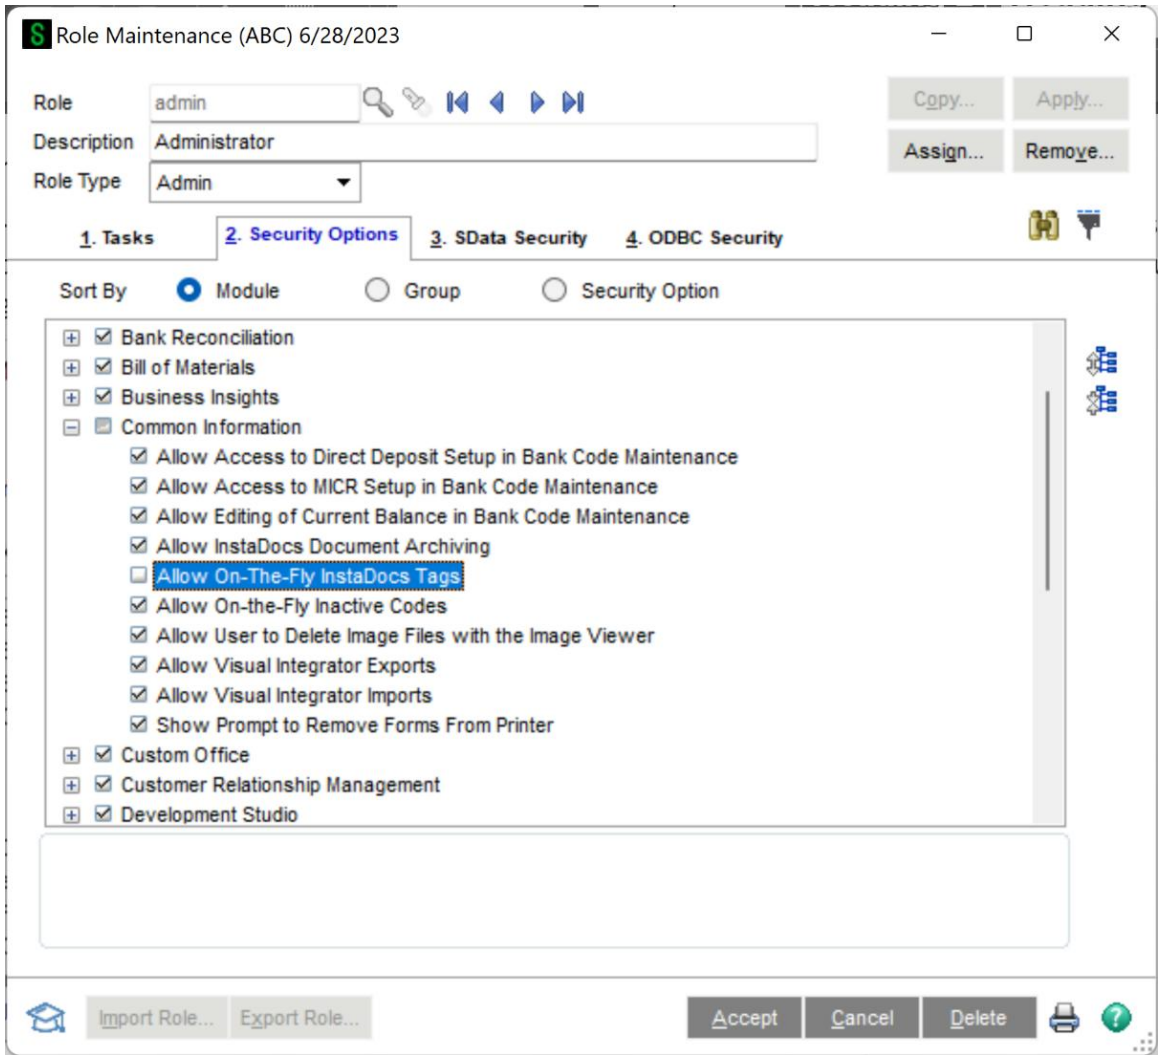 S Role Maintenance (ABC) 6/28/2023
Role admin Copy... Apply...
Description Administrator Assign... Remove...
Role Type Admin
1. Tasks 2. Security Options 3. SData Security 4. ODBC Security
Sort By Module Group Security Option
Bank Reconciliation
Bill of Materials
Business Insights
Common Information
Allow Access to Direct Deposit Setup in Bank Code Maintenance
Allow Access to MICR Setup in Bank Code Maintenance
Allow Editing of Current Balance in Bank Code Maintenance
Allow InstaDocs Document Archiving
Allow On-The-Fly InstaDocs Tags
Allow On-the-Fly Inactive Codes
Allow User to Delete Image Files with the Image Viewer
Allow Visual Integrator Exports
Allow Visual Integrator Imports
Show Prompt to Remove Forms From Printer
Custom Office
Customer Relationship Management
Development Studio
Import Role... Export Role... Accept Cancel Delete ?